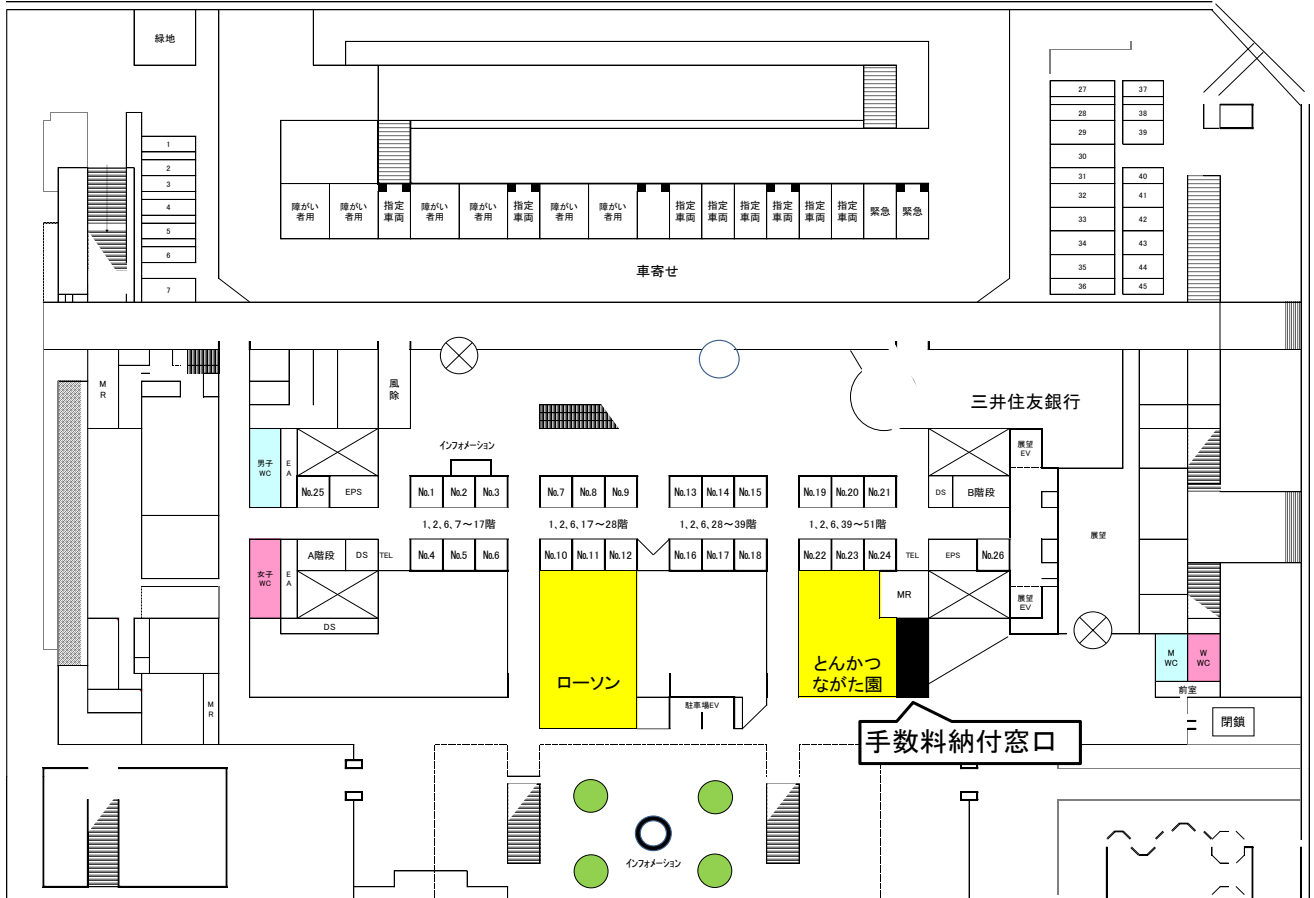 緑地
27
37
28
38
29
39
1
30
2
31
40
3
32
41
4
33
42
5
34
43
6
35
44
7
36
45
障がい
者用
障がい
者用
指定
車両
障がい
者用
障がい
者用
指定
車両
障がい
者用
障がい
者用
指定
車両
指定
車両
指定
車両
指定
車両
指定
車両
指定
車両
緊急
緊急
車寄せ
M
R
風
除
三井住友銀行
インフォメーション
男子
WC
E
A
展望
EV
No.25
EPS
No.1
No.2
No.3
No.7
No.8
No.9
No.13
No.14
No.15
No.19
No.20
No.21
DS
B階段
1、2、6、7～17階
1、2、6、17～28階
1、2、6、28～39階
1、2、6、39～51階
展望
女子
WC
E
A
A階段
DS
TEL
No.4
No.5
No.6
No.10
No.11
No.12
No.16
No.17
No.18
No.22
No.23
No.24
TEL
EPS
No.26
MR
展望
EV
DS
ローソン
とんかつ
ながた園
M
WC
W
WC
前室
M
R
駐車場EV
閉鎖
手数料納付窓口
インフォメーション